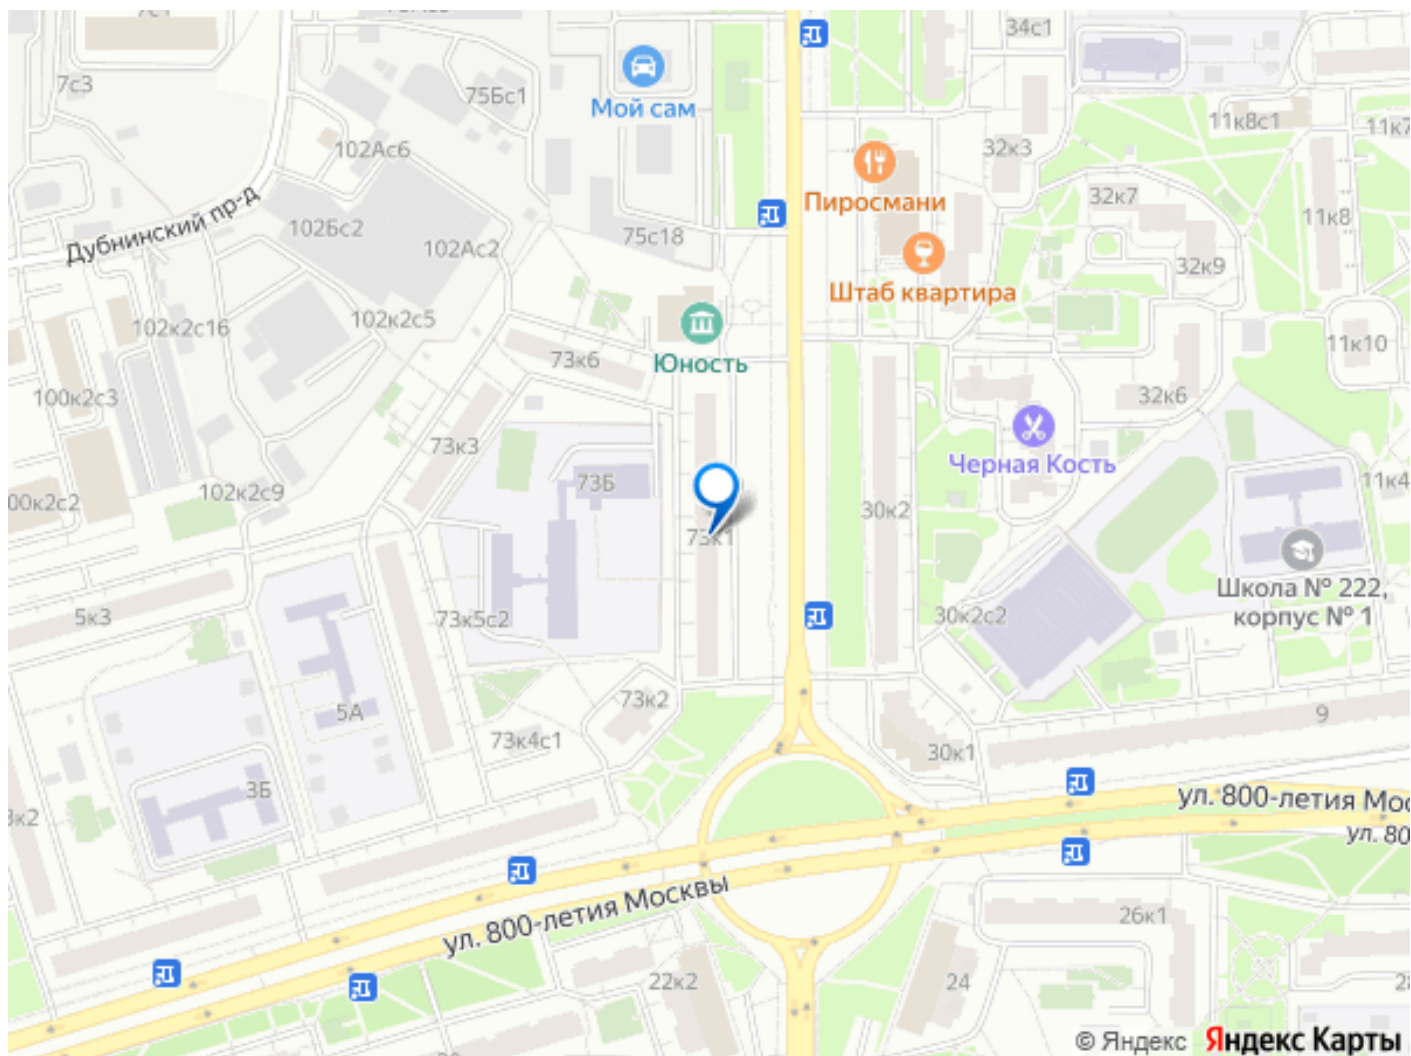 34с1
7с3
75Бс1
Мой сам
11к8с1
11к7
102Ас6
32к3
Пиросмани
32к7
Дубнинский пр-д
102Бс2
102Ас2
75с18
11к8
32к9
Штаб квартира
102к2с16
102к2с5
73к6
Юность
11к10
100к2с3
32к6
73к3
Черная Кость
73Б
102к2с9
00к2с2
30к2
11к4
73к1
Школа № 222,
корпус № 1
5к3
73к5с2
30к2с2
73к2
5А
9
73к4с1
30к1
3Б
ул. 800-летия Мос
ул. 80
ул. 800-летия Москвы
26к1
22к2
24
© Яндекс Яндекс Карты